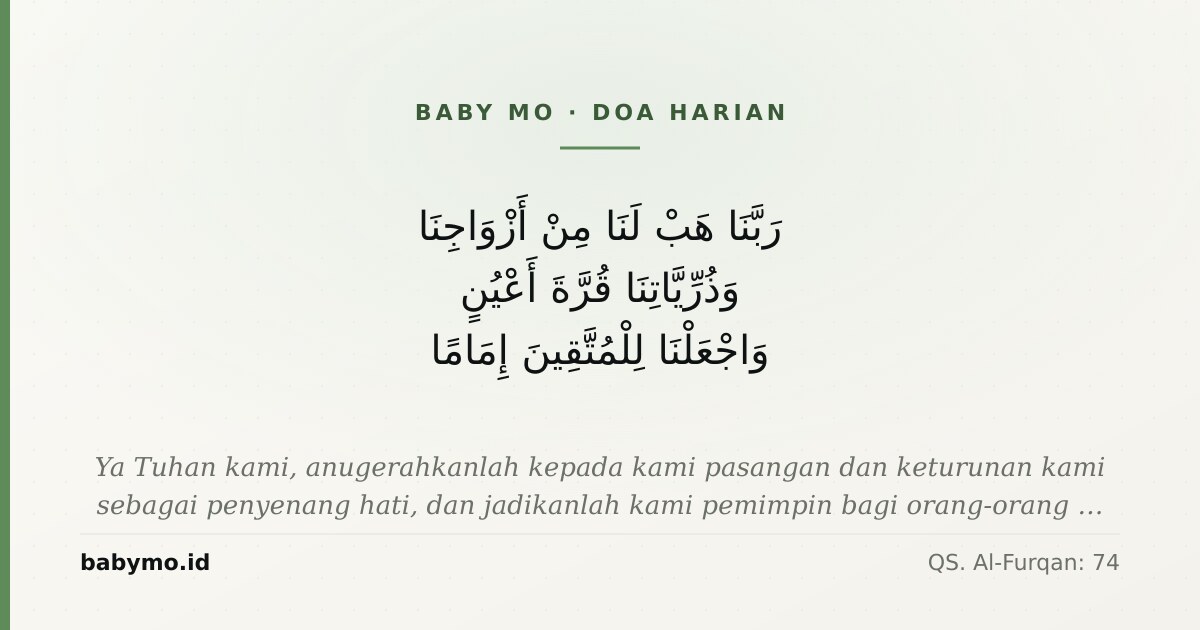 BABY MO · DOA HARIAN
رَبَّنَا هَبْ لَنَا مِنْ أَزْوَاجِنَا
وَذُرِّيَّاتِنَا قُرَّةَ أَعْيُنٍ
وَاجْعَلْنَا لِلْمُتَّقِينَ إِمَامًا
Ya Tuhan kami, anugerahkanlah kepada kami pasangan dan keturunan kami
sebagai penyenang hati, dan jadikanlah kami pemimpin bagi orang-orang …
babymo.id
QS. Al-Furqan: 74